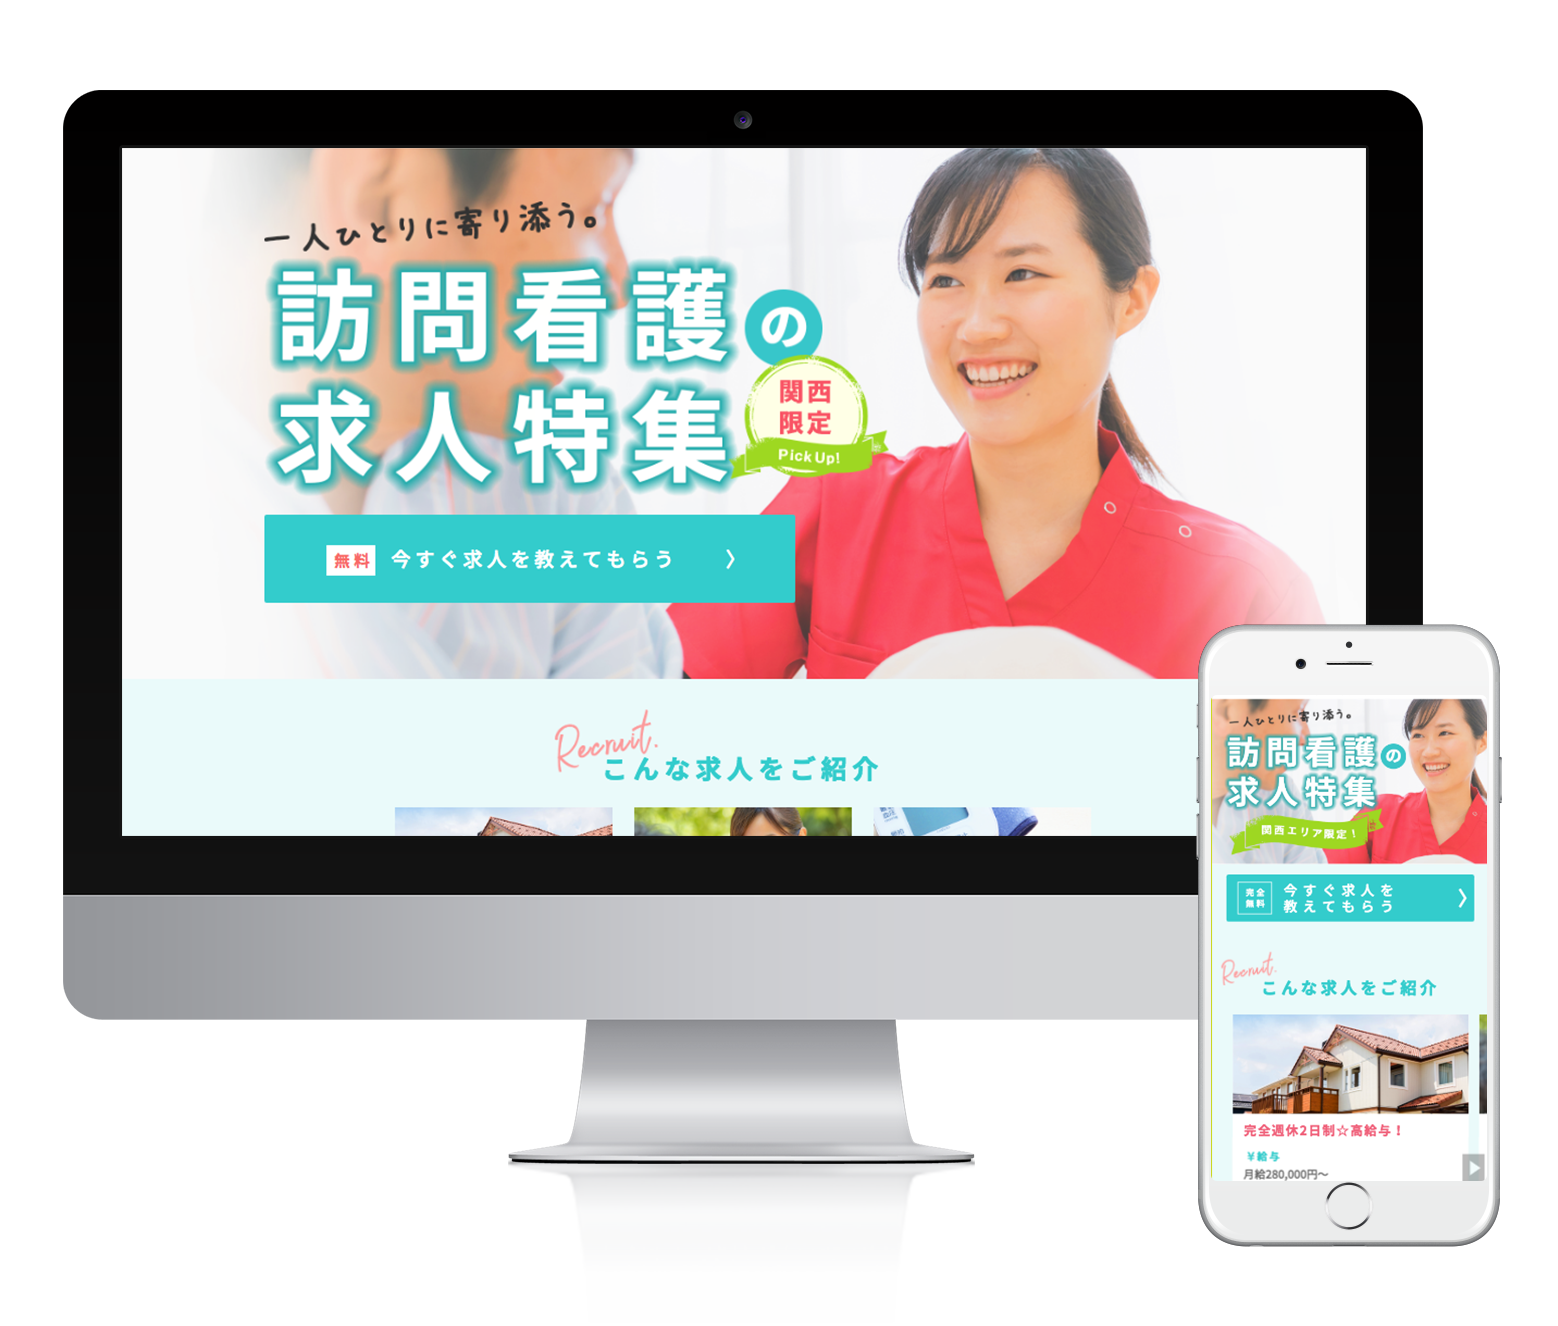 一人ひとりに寄り添う。
訪問看護の
求人特集
関西
限定
Pick Up!
無料 今すぐ求人を教えてもらう
Recruit.
こんな求人をご紹介
一人ひとりに寄り添う。
訪問看護の
求人特集
関西エリア限定！
完全
無料
今すぐ求人を
教えてもらう
Recruit.
こんな求人をご紹介
完全週休2日制☆高給与！
¥給与
月給280,000円～